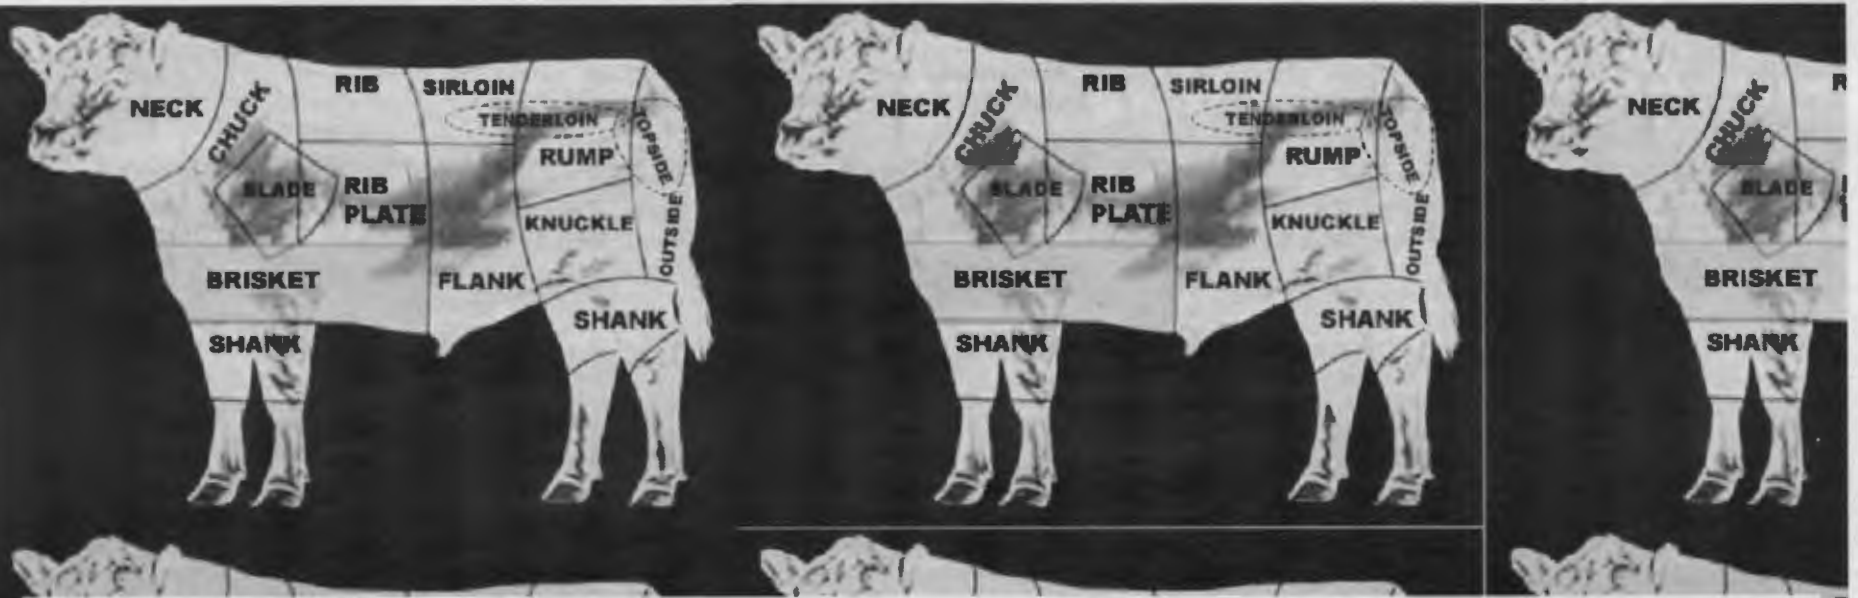 NECK
CHUCK
RIB
SIRLOIN
TENDERLOIN
TOPSIDE
RUMP
BLADE
RIB
PLATE
KNUCKLE
OUTSIDE
BRISKET
FLANK
SHANK
SHANK
NECK
CHUCK
RIB
SIRLOIN
TENDERLOIN
TOPSIDE
RUMP
BLADE
RIB
PLATE
KNUCKLE
OUTSIDE
BRISKET
FLANK
SHANK
SHANK
NECK
CHUCK
BLADE
BRISKET
SHANK